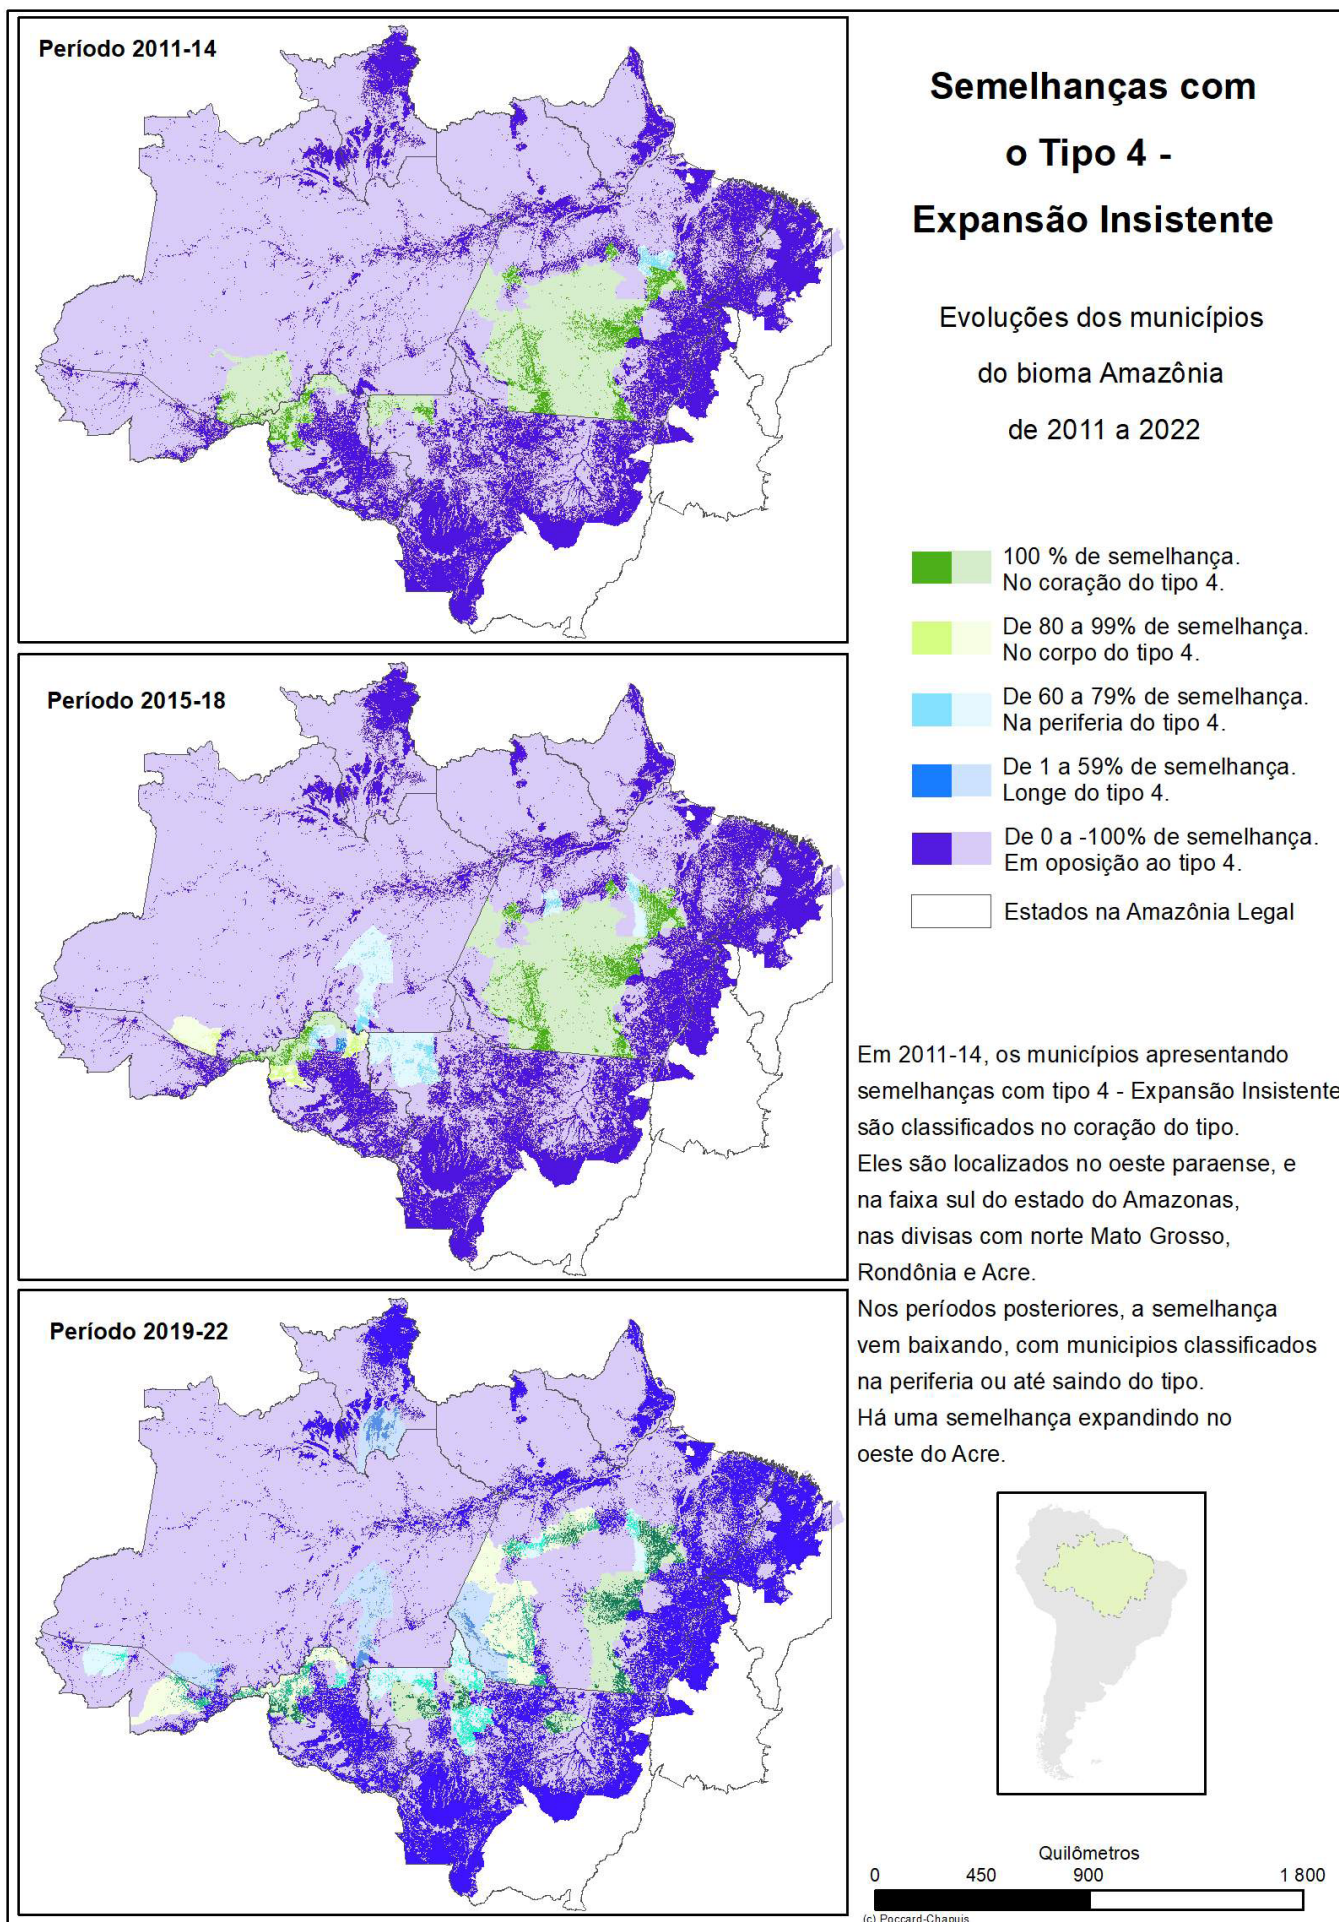 Período 2011-14
Semelhanças com
o Tipo 4 -
Expansão Insistente
Evoluções dos municípios
do bioma Amazônia
de 2011 a 2022
100 % de semelhança.
No coração do tipo 4.
De 80 a 99% de semelhança.
No corpo do tipo 4.
De 60 a 79% de semelhança.
Na periferia do tipo 4.
De 1 a 59% de semelhança.
Longe do tipo 4.
De 0 a -100% de semelhança.
Em oposição ao tipo 4.
Estados na Amazônia Legal
Período 2015-18
Em 2011-14, os municípios apresentando
semelhanças com tipo 4 - Expansão Insistente
são classificados no coração do tipo.
Eles são localizados no oeste paraense, e
na faixa sul do estado do Amazonas,
nas divisas com norte Mato Grosso,
Rondônia e Acre.
Nos períodos posteriores, a semelhança
vem baixando, com municipios classificados
na periferia ou até saindo do tipo.
Há uma semelhança expandindo no
oeste do Acre.
Período 2019-22
Quilômetros
0 450 900 1 800
(c) Poccard-Chapuis